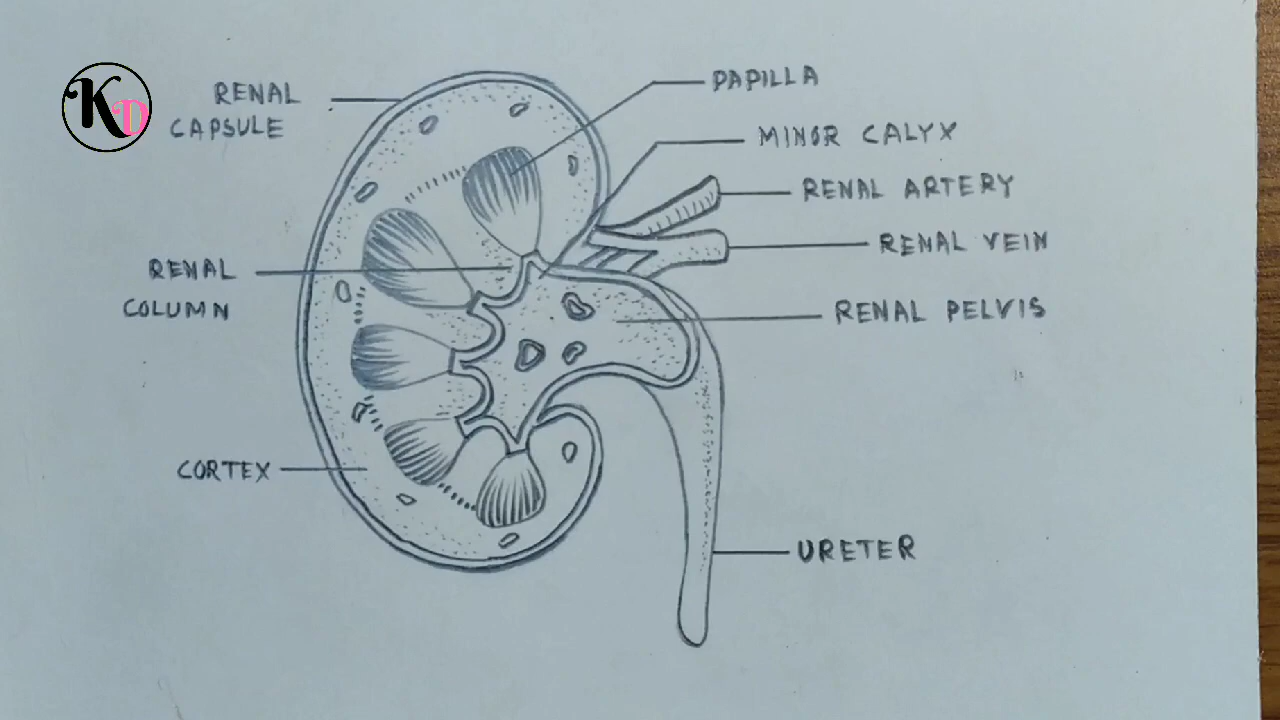 KD
RENAL
CAPSULE
PAPILLA
MINOR CALYX
RENAL ARTERY
RENAL VEIN
RENAL
COLUMN
RENAL PELVIS
CORTEX
URETER